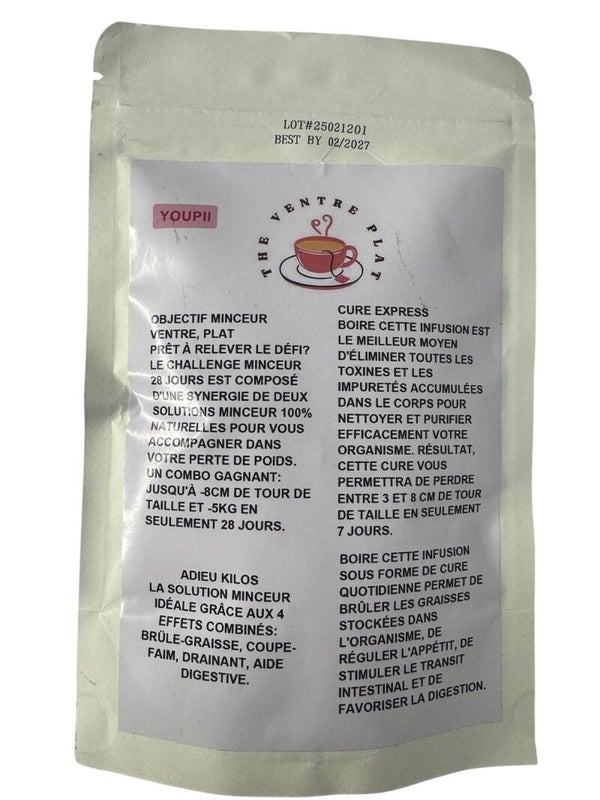 LOT#25021201
BEST BY 02/2027
YOUPII
THE VENTRE PLAT
OBJECTIF MINCEUR
VENTRE, PLAT
PRÊT À RELEVER LE DÉFI?
LE CHALLENGE MINCEUR
28 JOURS EST COMPOSÉ
D'UNE SYNERGIE DE DEUX
SOLUTIONS MINCEUR 100%
NATURELLES POUR VOUS
ACCOMPAGNER DANS
VOTRE PERTE DE POIDS.
UN COMBO GAGNANT:
JUSQU'À -8CM DE TOUR DE
TAILLE ET -5KG EN
SEULEMENT 28 JOURS.
ADIEU KILOS
LA SOLUTION MINCEUR
IDÉALE GRÂCE AUX 4
EFFETS COMBINÉS:
BRÛLE-GRAISSE, COUPE-
FAIM, DRAINANT, AIDE
DIGESTIVE.
CURE EXPRESS
BOIRE CETTE INFUSION EST
LE MEILLEUR MOYEN
D'ÉLIMINER TOUTES LES
TOXINES ET LES
IMPURETÉS ACCUMULÉES
DANS LE CORPS POUR
NETTOYER ET PURIFIER
EFFICACEMENT VOTRE
ORGANISME. RÉSULTAT,
CETTE CURE VOUS
PERMETTRA DE PERDRE
ENTRE 3 ET 8 CM DE TOUR
DE TAILLE EN SEULEMENT
7 JOURS.
BOIRE CETTE INFUSION
SOUS FORME DE CURE
QUOTIDIENNE PERMET DE
BRÛLER LES GRAISSES
STOCKÉES DANS
L'ORGANISME, DE
RÉGULER L'APPÉTIT, DE
STIMULER LE TRANSIT
INTESTINAL ET DE
FAVORISER LA DIGESTION.